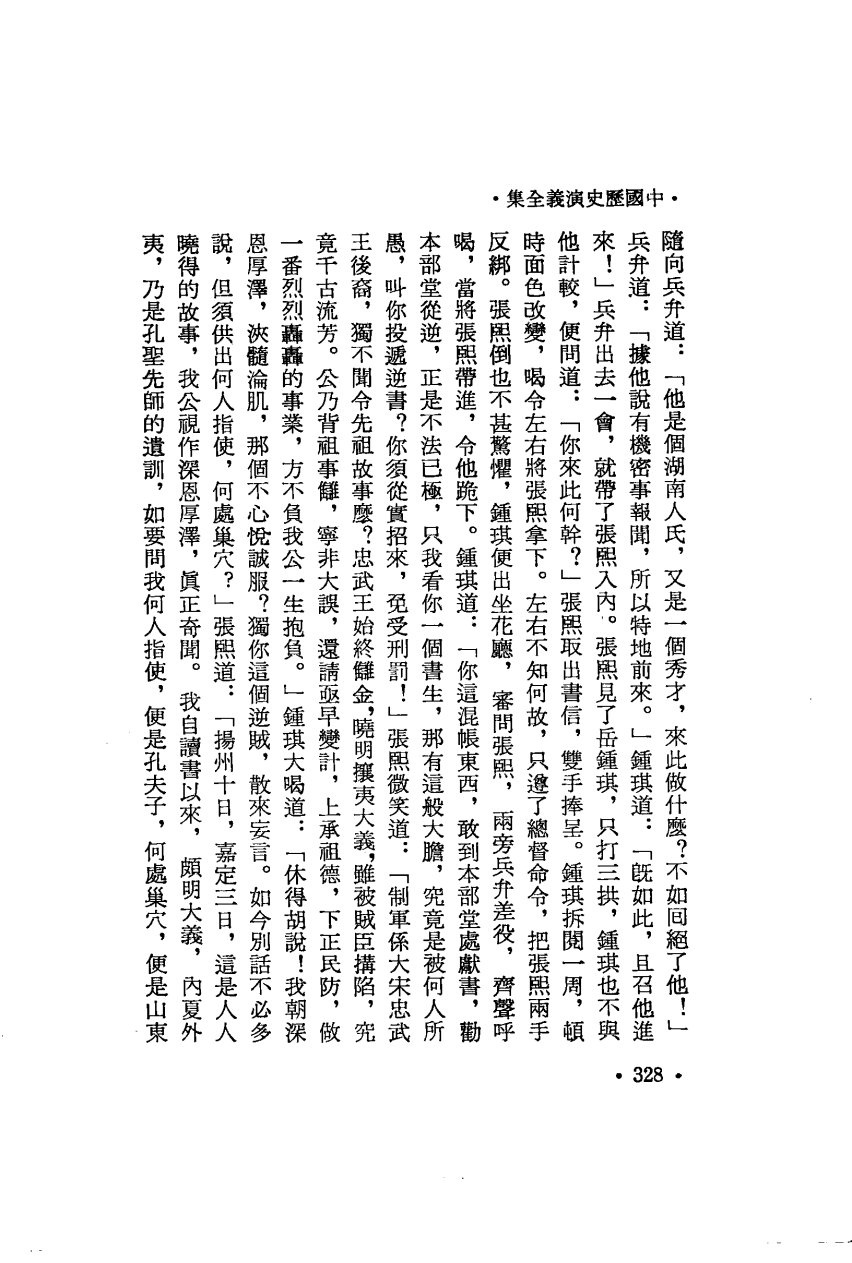 •中國歷史演義全集•
隨向兵弁道：「他是個湖南人氏，又是一個秀才，來此做什麼？不如回絕了他！」
兵弁道：「據他說有機密事報聞，所以特地前來。」鍾琪道：「旣如此，且召他進
來！」兵弁出去一會，就帶了張熙入內。張熙見了岳鍾琪，只打三拱，鍾琪也不與
他計較，便問道：「你來此何幹？」張熙取出書信，雙手捧呈。鍾琪拆閱一周，頓
時面色改變，喝令左右將張熙拿下。左右不知何故，只遵了總督命令，把張熙兩手
反綁。張熙倒也不甚驚懼，鍾琪便出坐花廳，審問張熙，兩旁兵弁差役，齊聲呼
喝，當將張熙帶進，令他跪下。鍾琪道：「你這混帳東西，敢到本部堂處獻書，勸
本部堂從逆，正是不法已極，只我看你一個書生，那有這般大膽，究竟是被何人所
愚，叫你投遞逆書？你須從實招來，免受刑罰！」張熙微笑道：「制軍係大宋忠武
王後裔，獨不聞令先祖故事麼？忠武王始終讎金，曉明攘夷大義，雖被賊臣搆陷，究
竟千古流芳。公乃背祖事讎，寧非大誤，還請亟早變計，上承祖德，下正民防，做
一番烈烈轟轟的事業，方不負我公一生抱負。」鍾琪大喝道：「休得胡說！我朝深
恩厚澤，浹髓淪肌，那個不心悅誠服？獨你這個逆賊，散來妄言。如今別話不必多
說，但須供出何人指使，何處巢穴？」張熙道：「揚州十日，嘉定三日，這是人人
曉得的故事，我公視作深恩厚澤，眞正奇聞。我自讀書以來，頗明大義，內夏外
夷，乃是孔聖先師的遺訓，如要問我何人指使，便是孔夫子，何處巢穴，便是山東
•328•